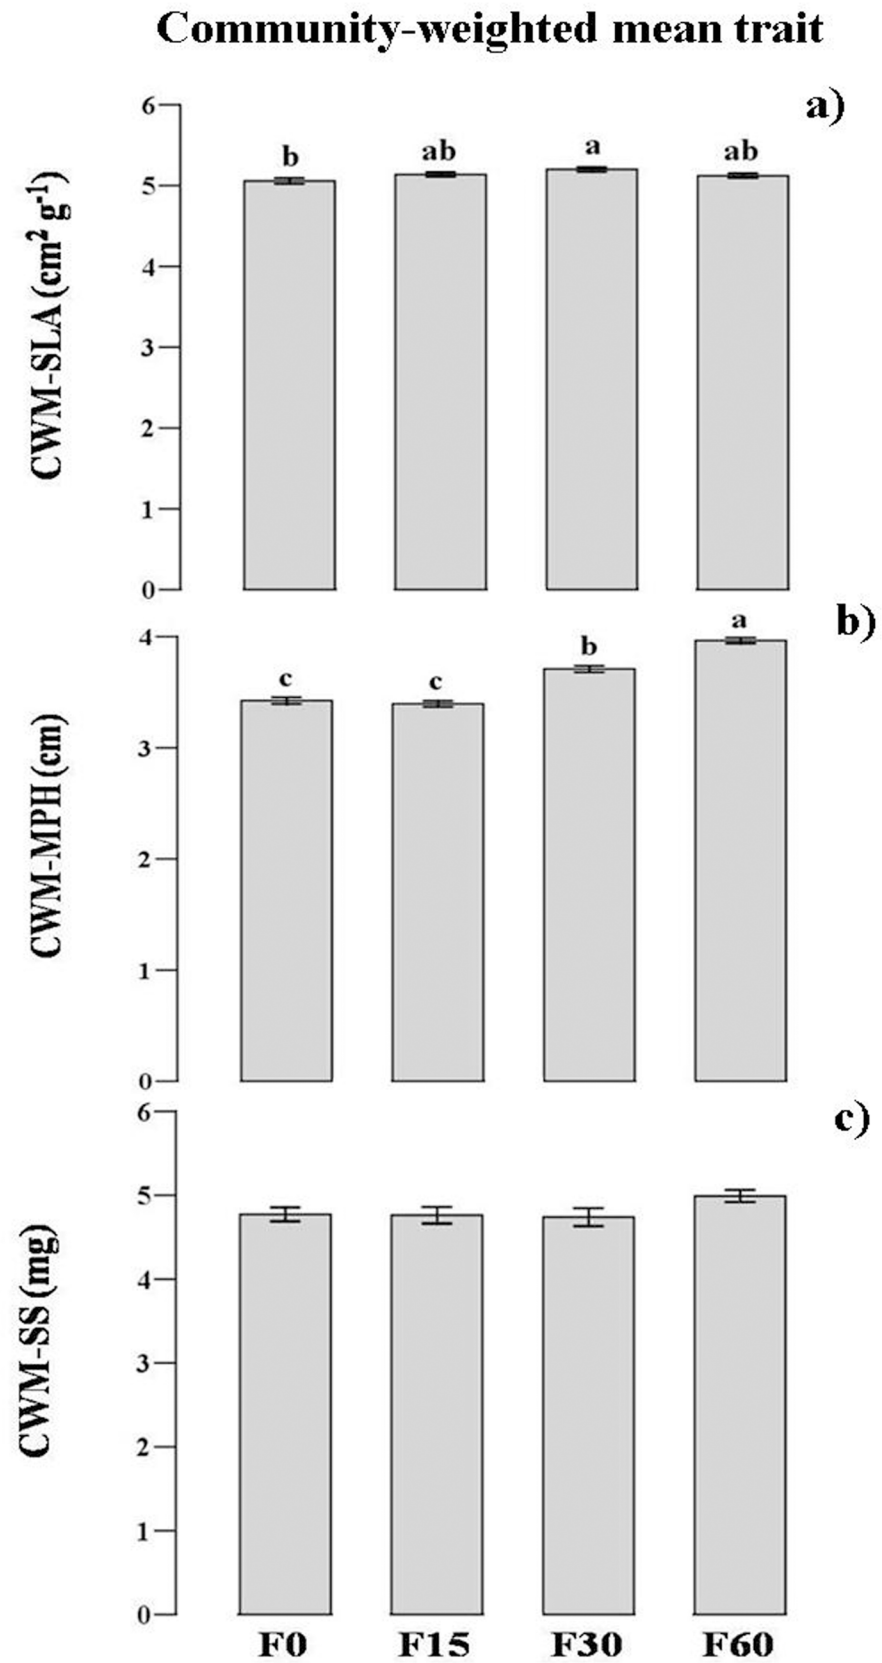 Community-weighted mean trait
a)
CWM-SLA (cm² g⁻¹)
6
5
4
3
2
1
0
b
ab
a
ab
b)
CWM-MPH (cm)
4
3
2
1
0
c
c
b
a
c)
CWM-SS (mg)
6
5
4
3
2
1
0
F0 F15 F30 F60